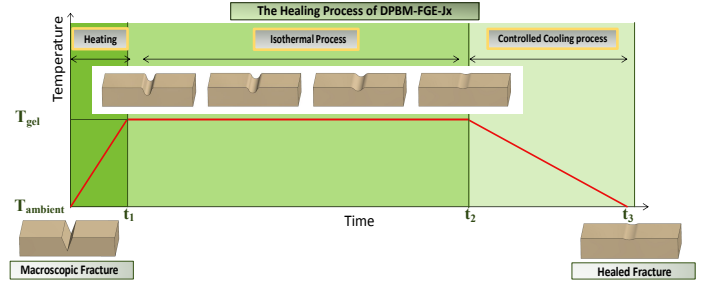 The Healing Process of DPBM-FGE-Jx
Temperature
Heating
Isothermal Process
Controlled Cooling process
Tgel
Tambient
t1
Time
t2
t3
Macroscopic Fracture
Healed Fracture